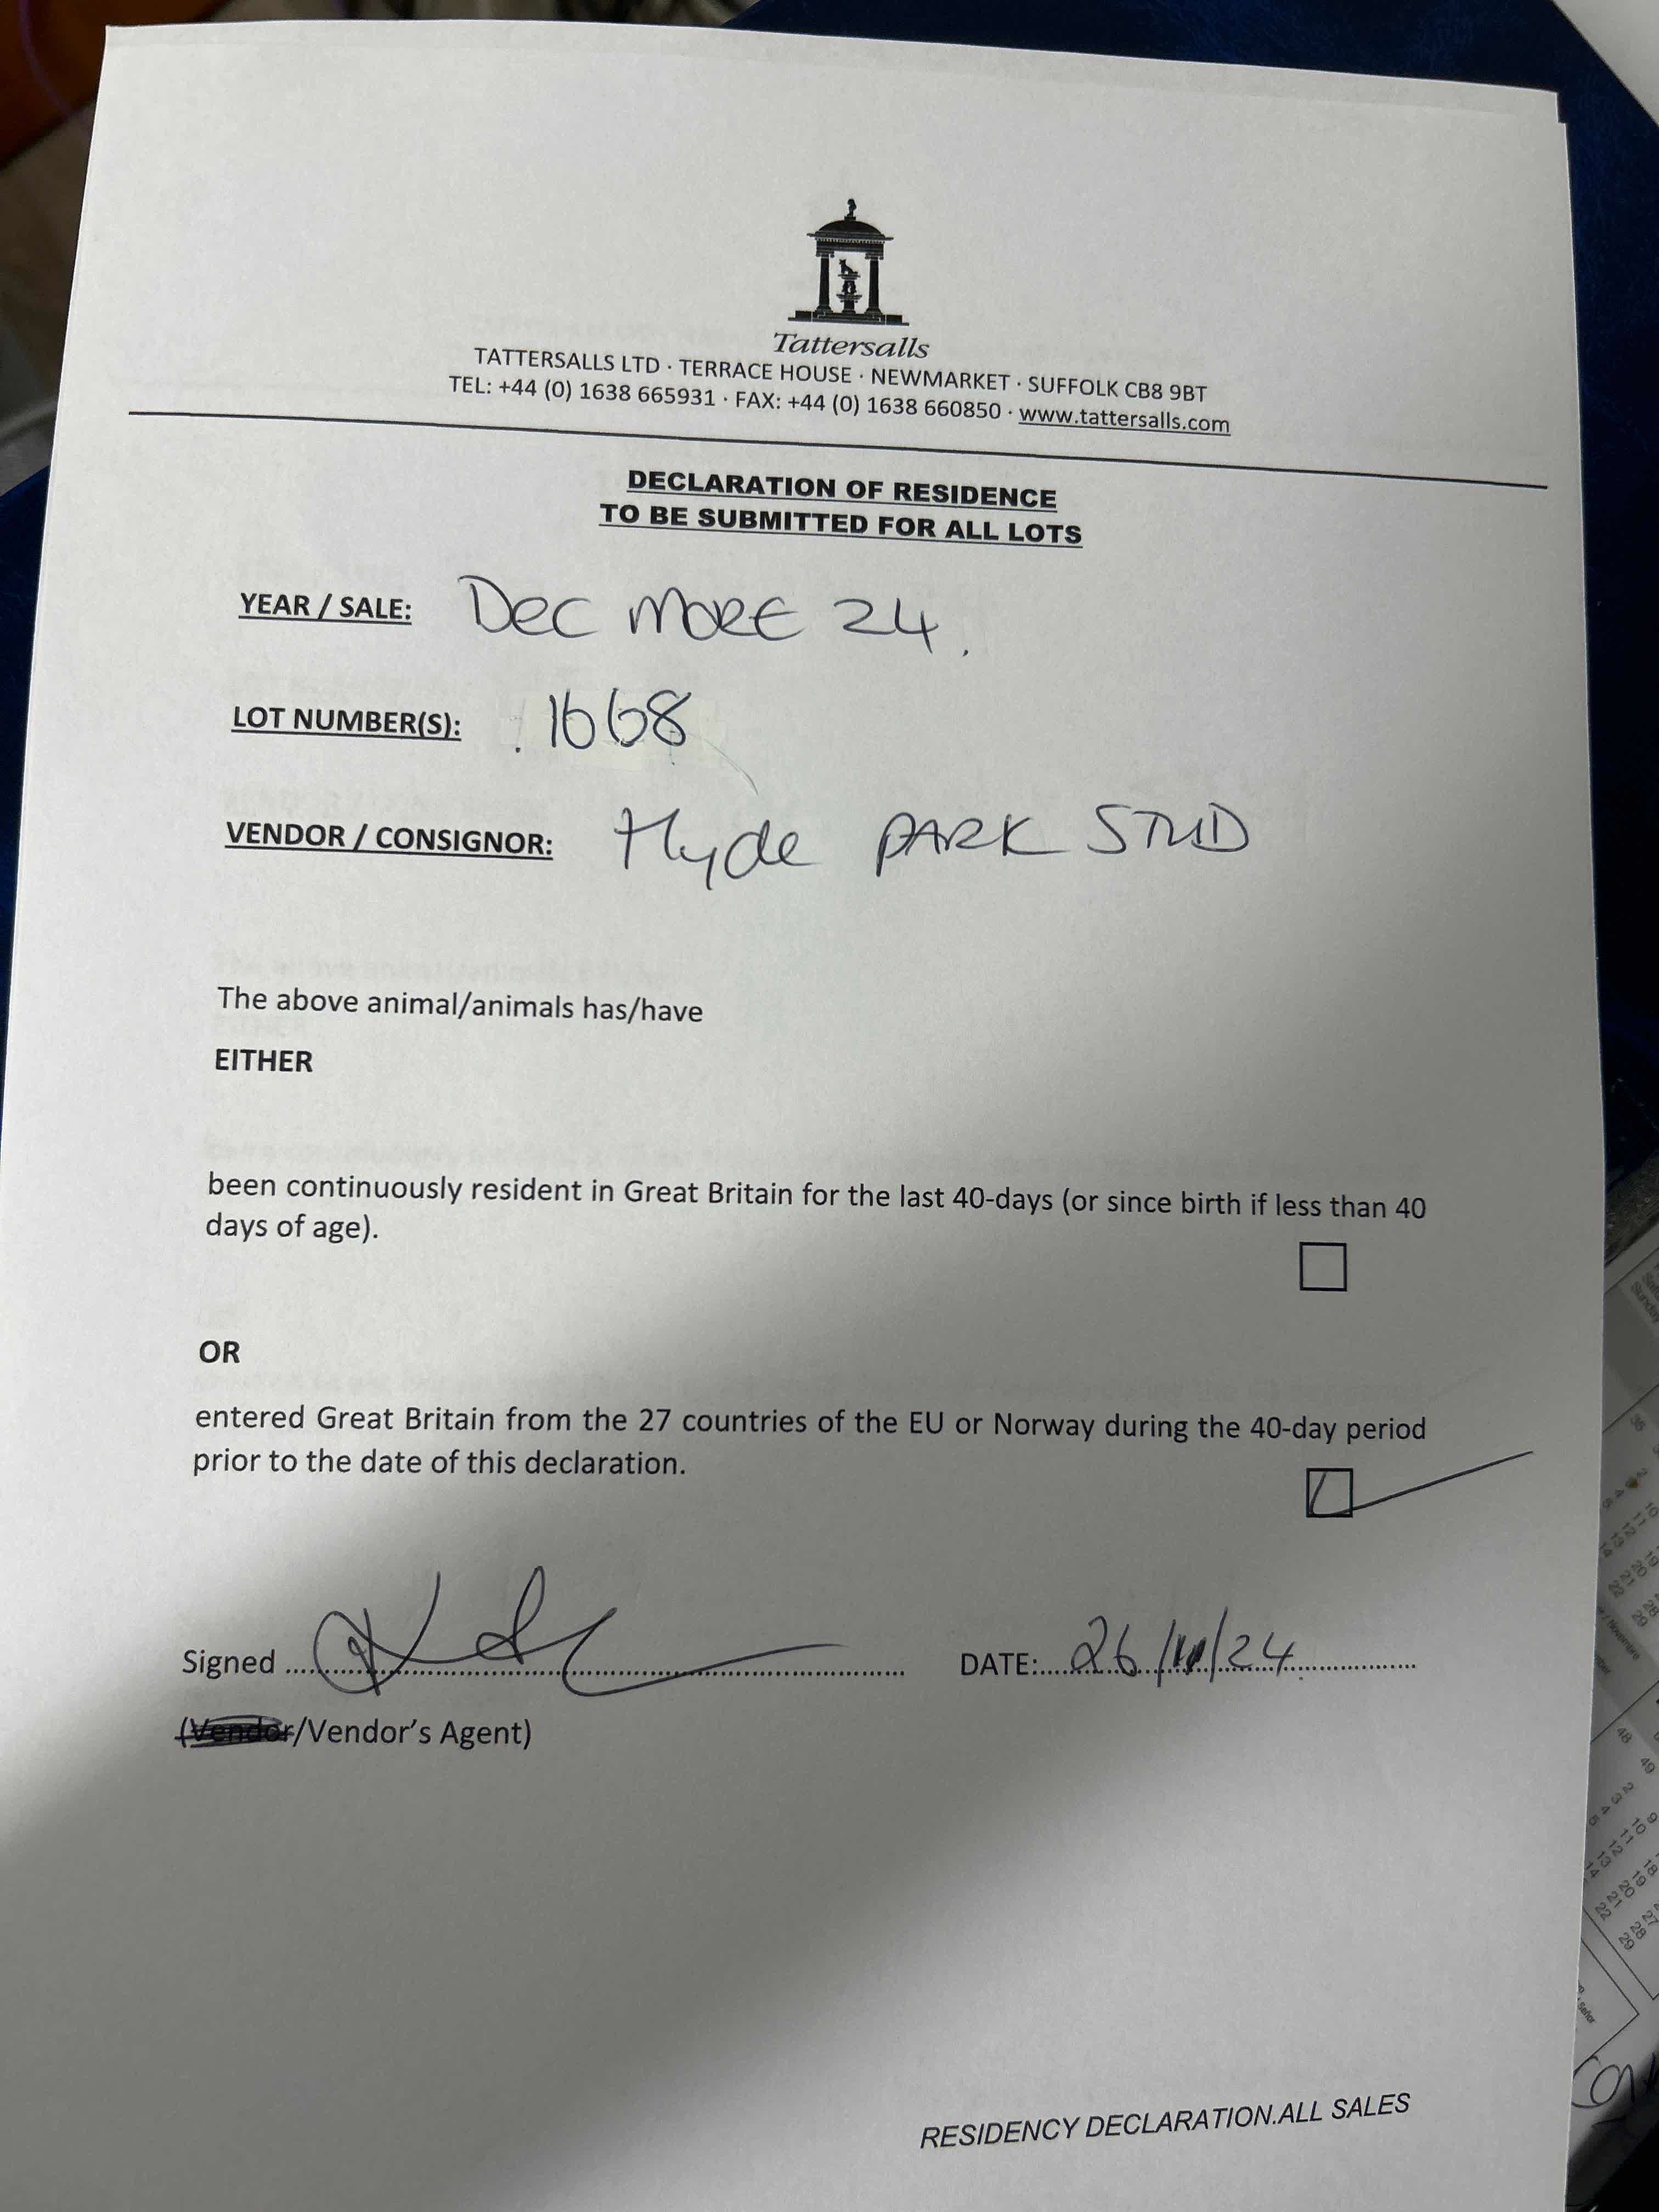 Tattersalls
TATTERSALLS LTD · TERRACE HOUSE · NEWMARKET · SUFFOLK CB8 9BT
TEL: +44 (0) 1638 665931 · FAX: +44 (0) 1638 660850 · www.tattersalls.com
DECLARATION OF RESIDENCE
TO BE SUBMITTED FOR ALL LOTS
YEAR / SALE: Dec MARE 24.
LOT NUMBER(S): 1668
VENDOR / CONSIGNOR: Hyde PARK STUD
The above animal/animals has/have
EITHER
been continuously resident in Great Britain for the last 40-days (or since birth if less than 40
days of age).
OR
entered Great Britain from the 27 countries of the EU or Norway during the 40-day period
prior to the date of this declaration.
Signed ........ DATE: 26/11/24
(Vendor/Vendor's Agent)
RESIDENCY DECLARATION.ALL SALES